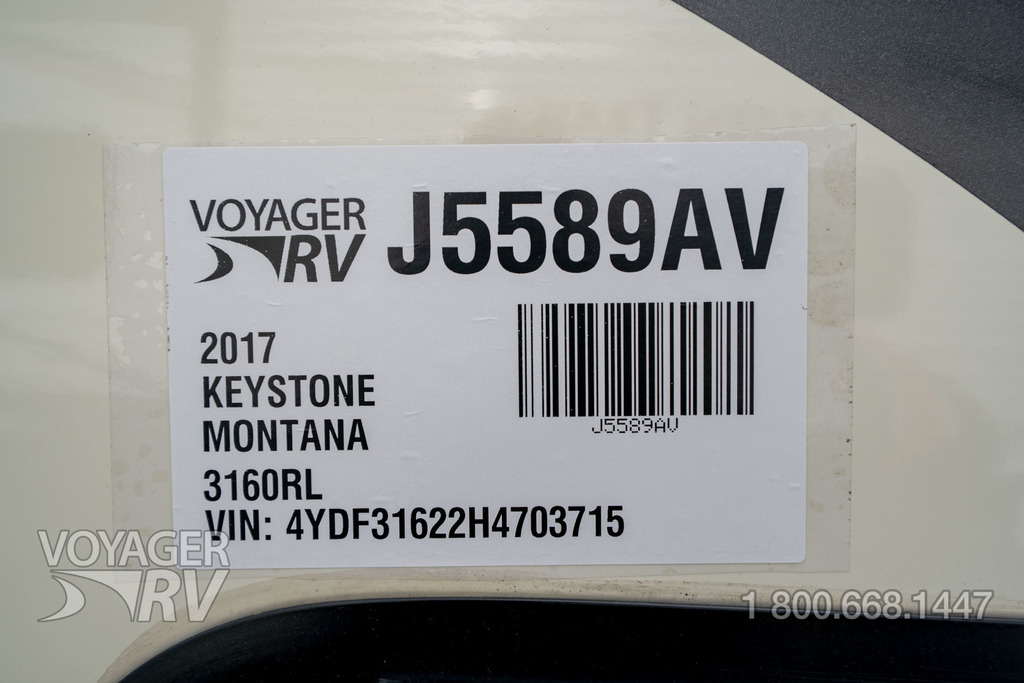 VOYAGER
RV
J5589AV
J5589AV
2017
KEYSTONE
MONTANA
3160RL
VIN: 4YDF31622H4703715
VOYAGER
RV
1 800.668.1447